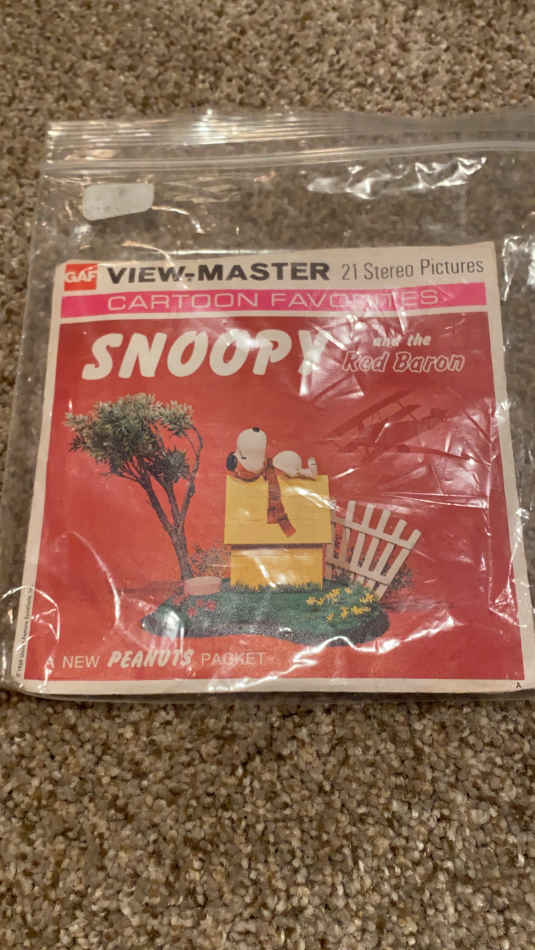 GAF VIEW-MASTER 21 Stereo Pictures
CARTOON FAVORITES
SNOOPY and the
Red Baron
A NEW PEANUTS PACKET
A